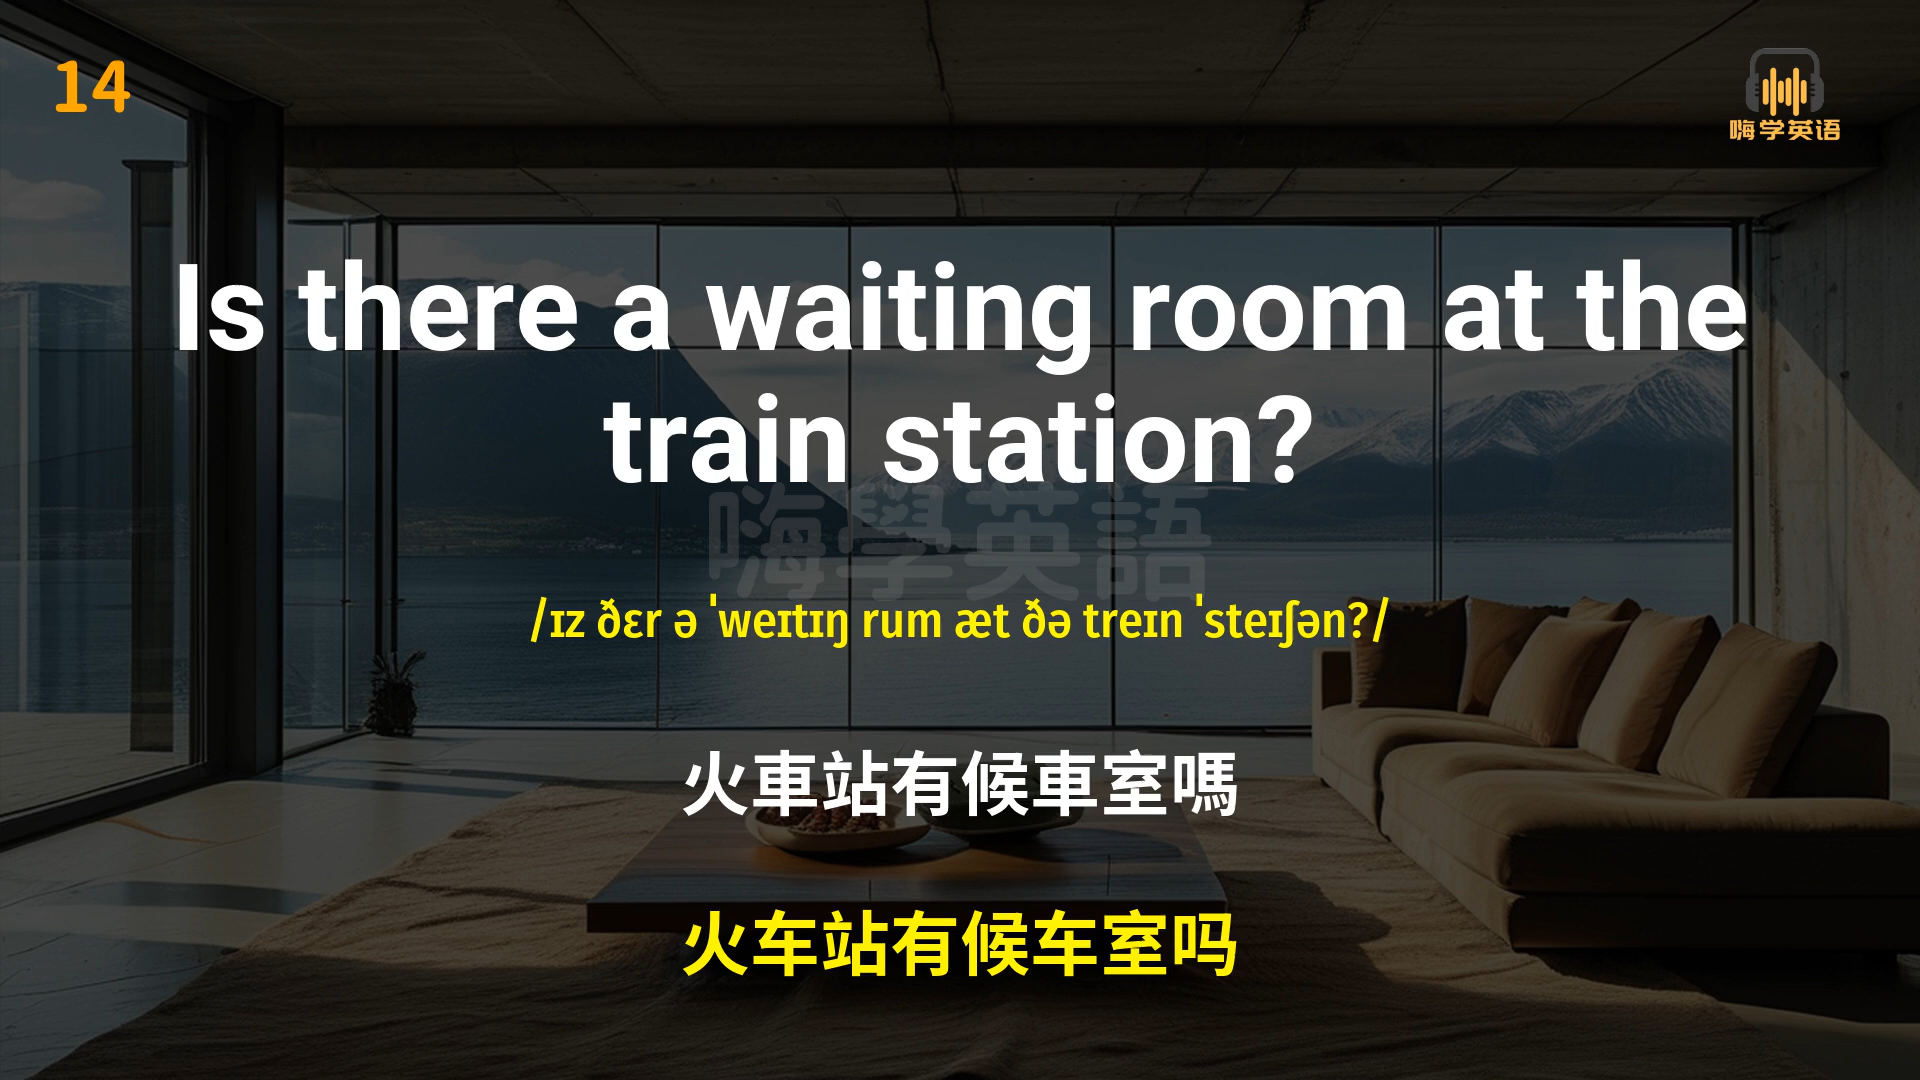 14
嗨学英语
Is there a waiting room at the
train station?
嗨學英語
/ɪz ðɛr ə ˈweɪtɪŋ rum æt ðə treɪn ˈsteɪʃən?/
火車站有候車室嗎
火车站有候车室吗